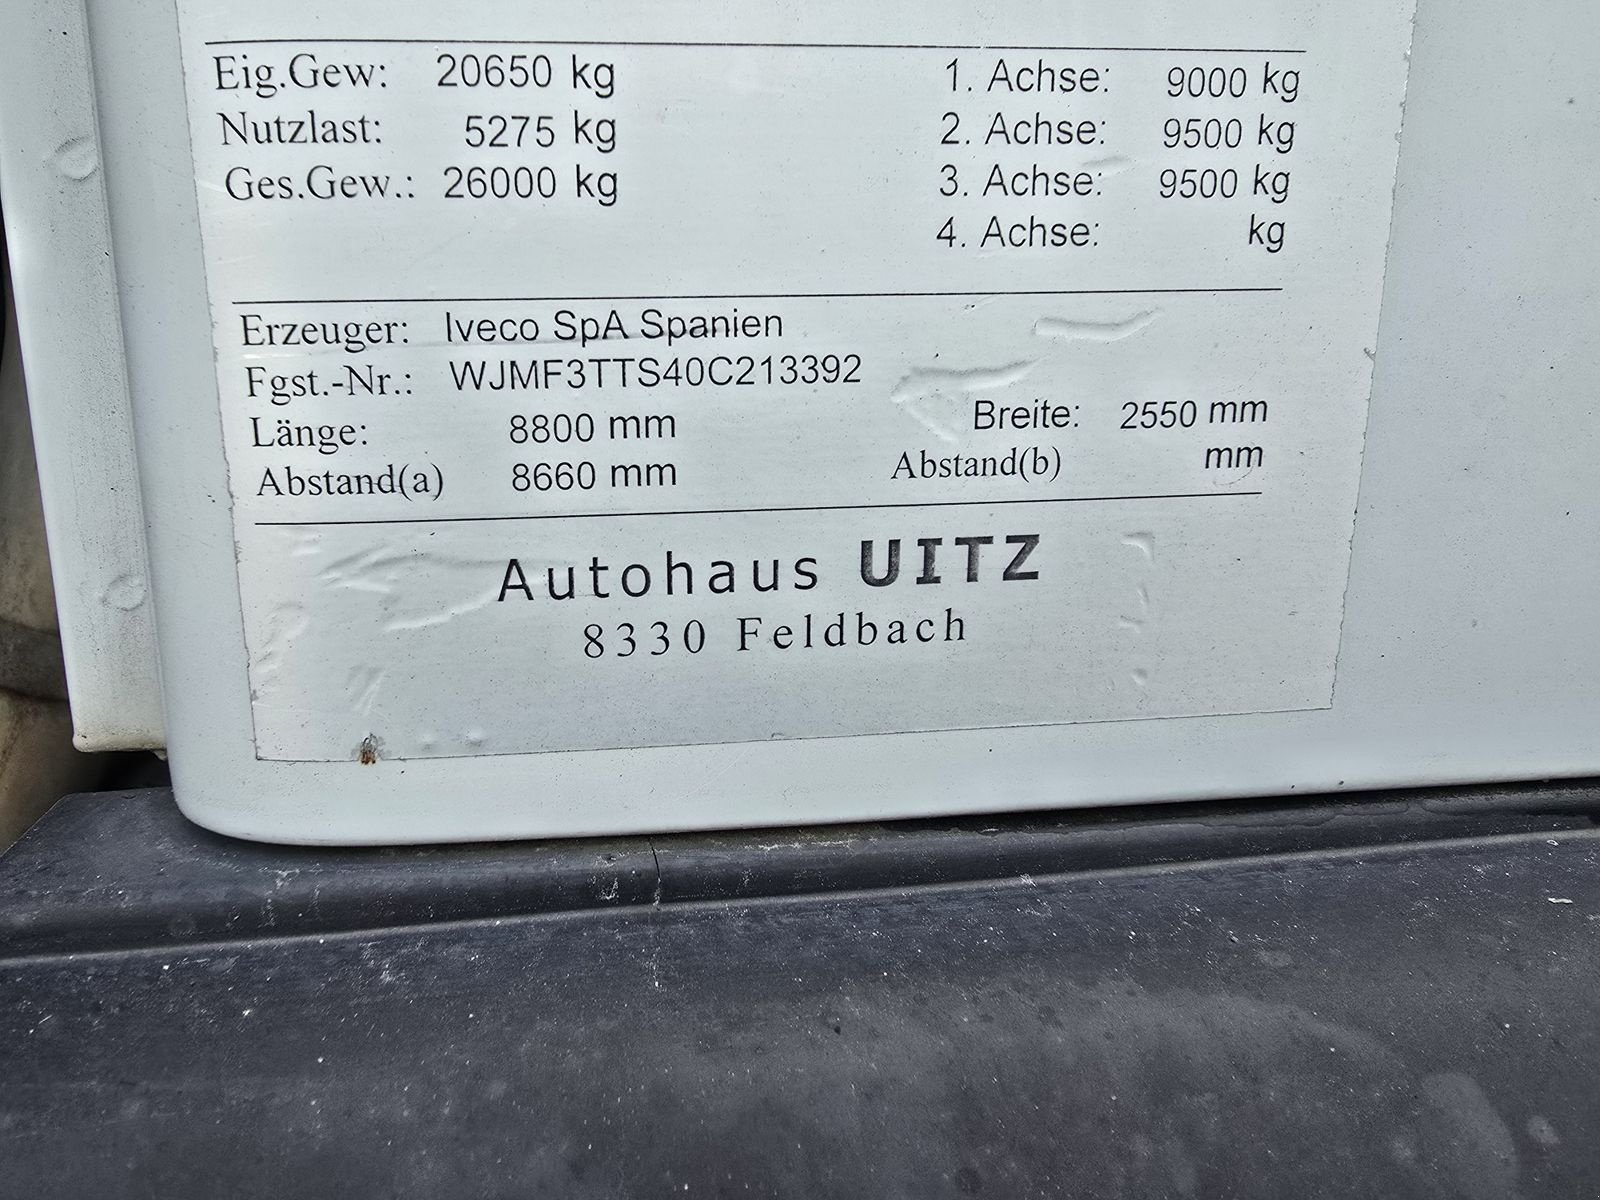 Eig.Gew: 20650 kg 1. Achse: 9000 kg
Nutzlast: 5275 kg 2. Achse: 9500 kg
Ges.Gew.: 26000 kg 3. Achse: 9500 kg
4. Achse: kg
Erzeuger: Iveco SpA Spanien
Fgst.-Nr.: WJMF3TTS40C213392
Länge: 8800 mm Breite: 2550 mm
Abstand(a) 8660 mm Abstand(b) mm
Autohaus UITZ
8330 Feldbach